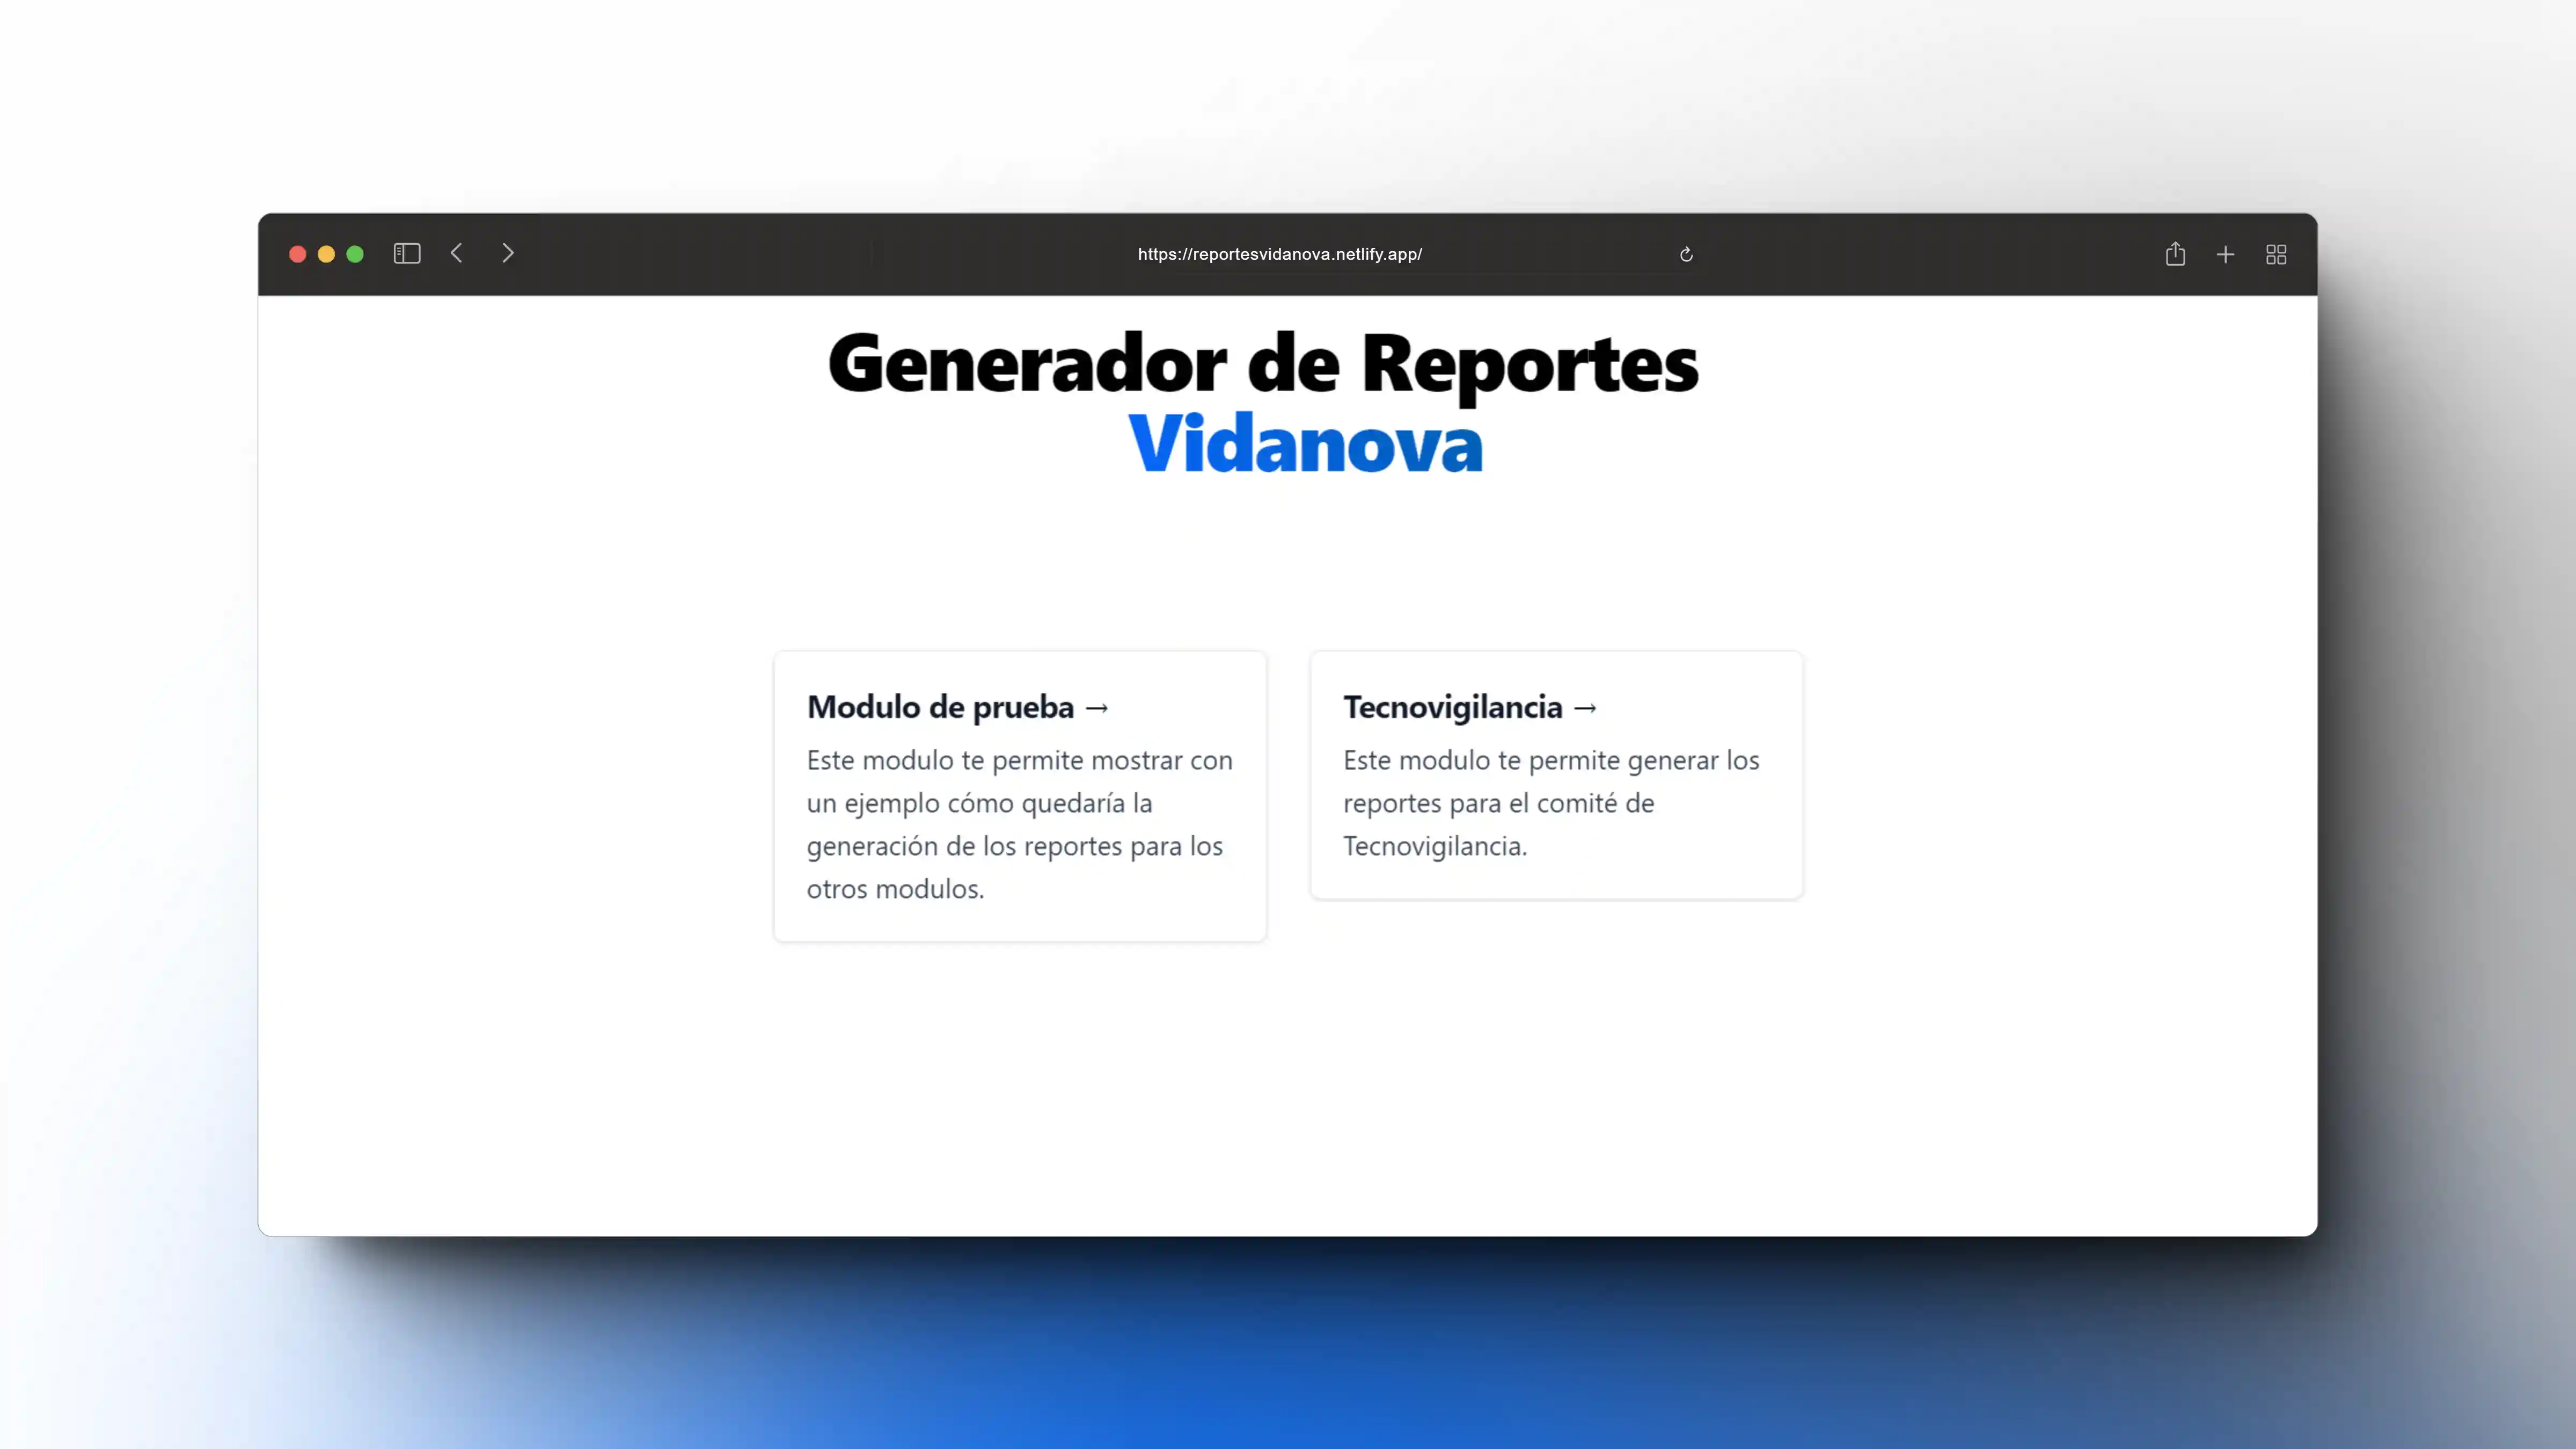 https://reportesvidanova.netlify.app/
Generador de Reportes
Vidanova
Modulo de prueba →
Este modulo te permite mostrar con
un ejemplo cómo quedaría la
generación de los reportes para los
otros modulos.
Tecnovigilancia →
Este modulo te permite generar los
reportes para el comité de
Tecnovigilancia.